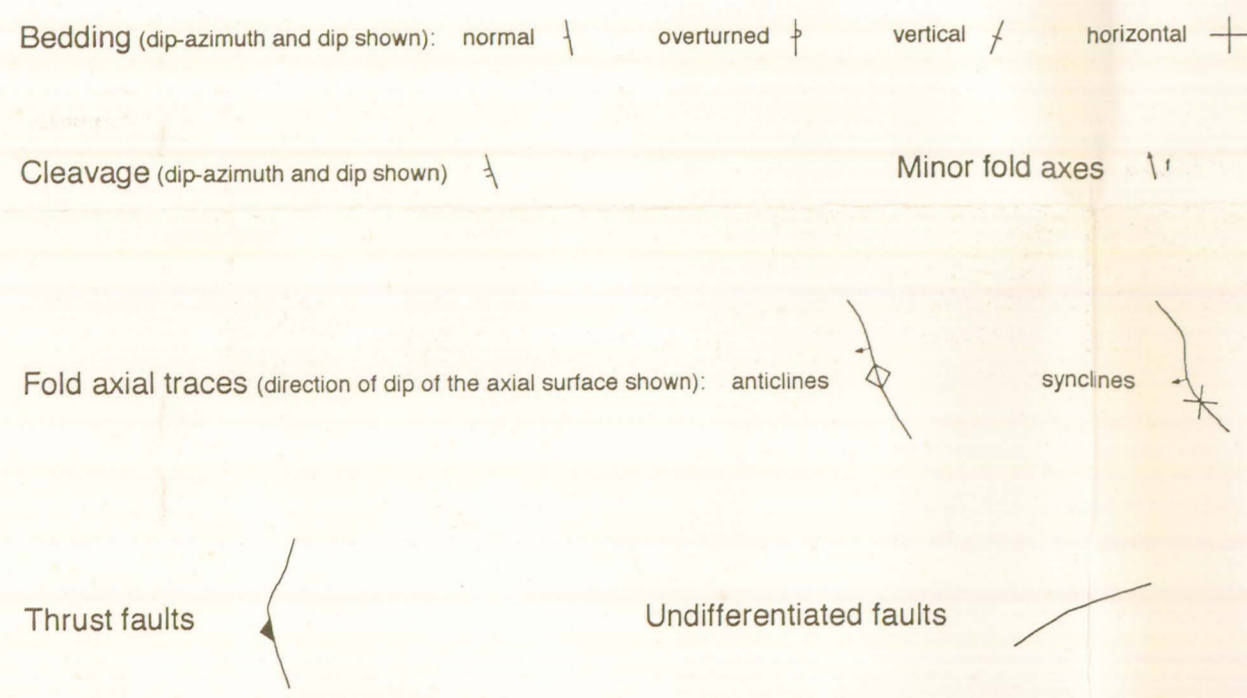 Bedding (dip-azimuth and dip shown): normal overturned vertical horizontal
Cleavage (dip-azimuth and dip shown) Minor fold axes
Fold axial traces (direction of dip of the axial surface shown): anticlines synclines
Thrust faults Undifferentiated faults